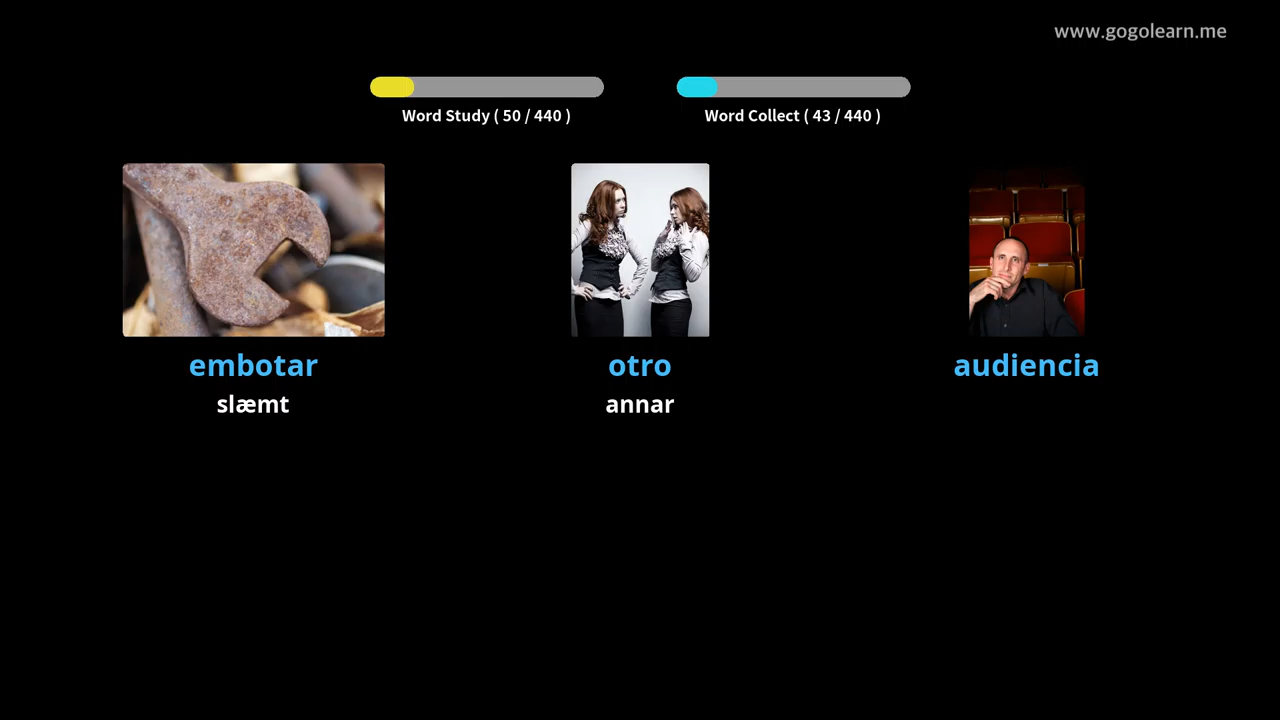 www.gogolearn.me
Word Study ( 50 / 440 )
Word Collect ( 43 / 440 )
embotar
slæmt
otro
annar
audiencia